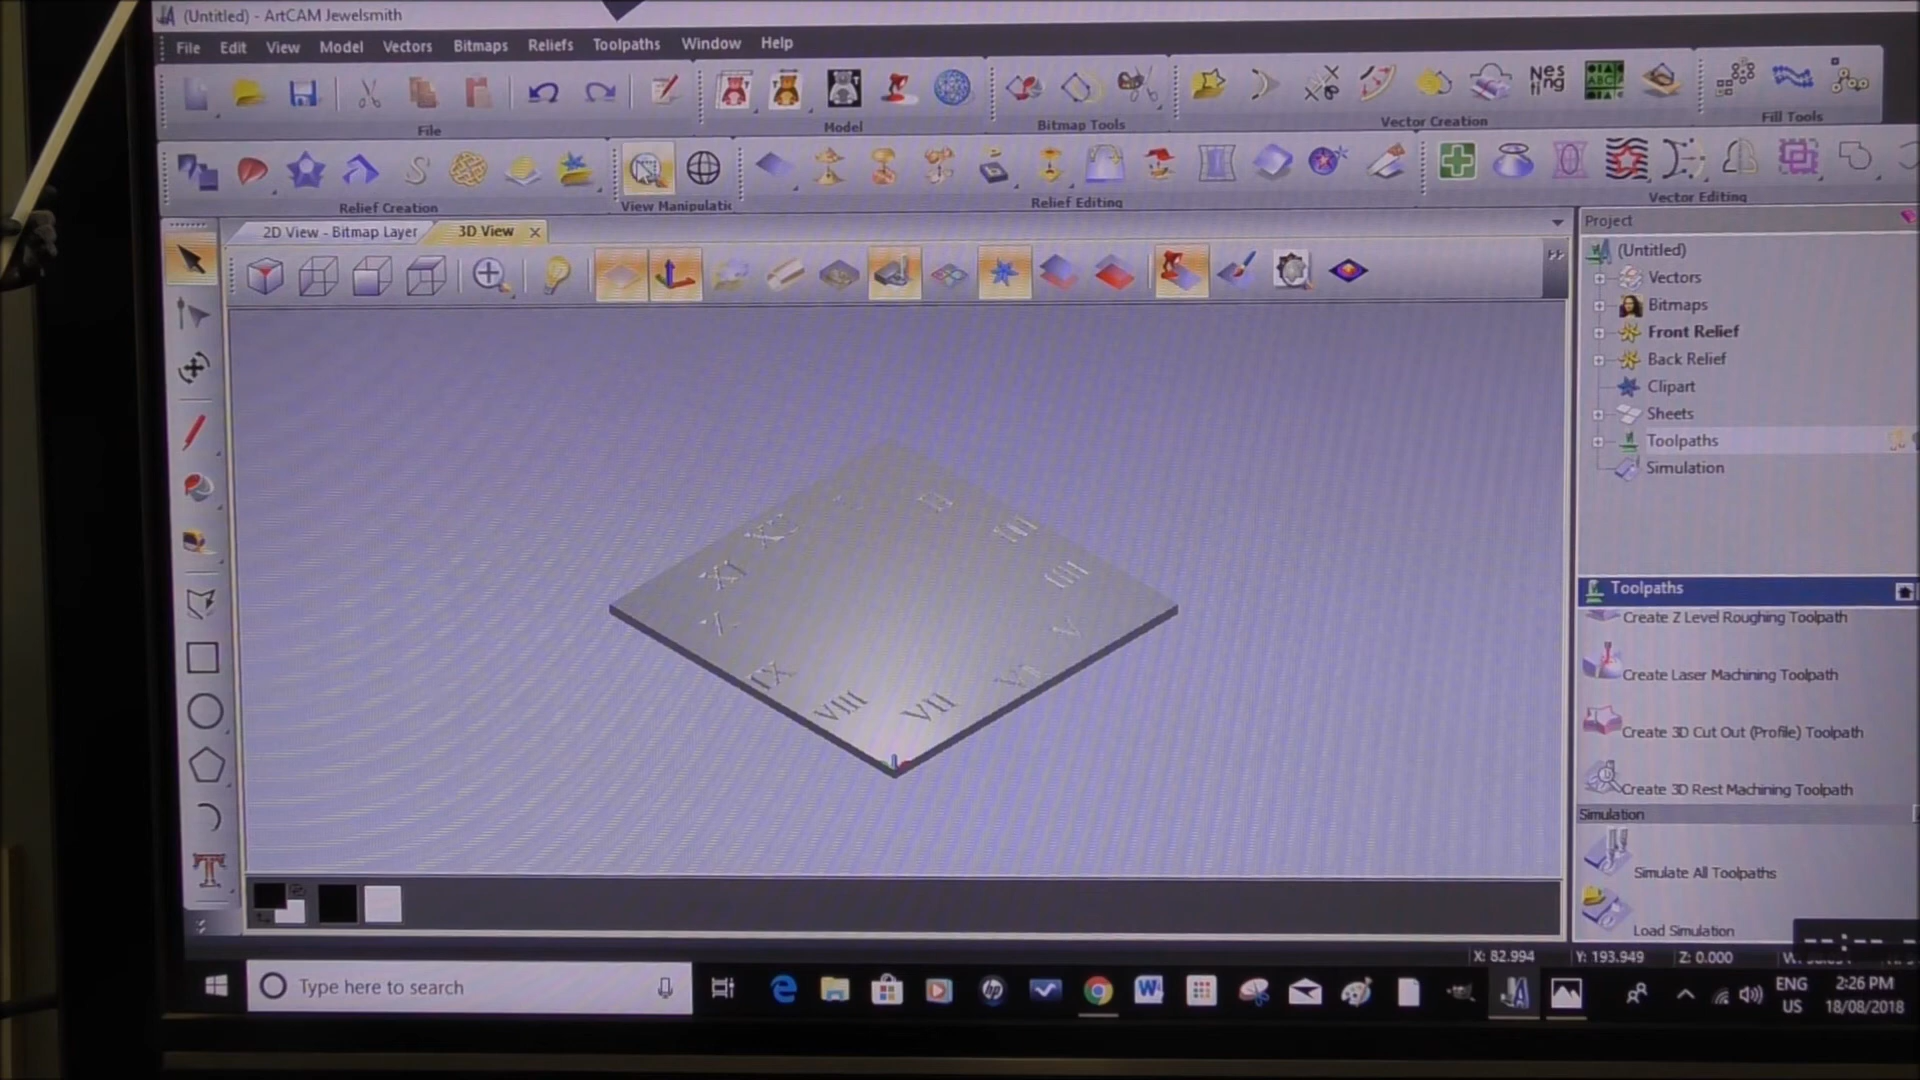 (Untitled) - ArtCAM Jewelsmith
File Edit View Model Vectors Bitmaps Reliefs Toolpaths Window Help
File
Model
Bitmap Tools
Nes
ting
ABC
Vector Creation
Fill Tools
Relief Creation
View Manipulatic
Relief Editing
Vector Editing
2D View - Bitmap Layer
3D View
Project
(Untitled)
Vectors
Bitmaps
Front Relief
Back Relief
Clipart
Sheets
Toolpaths
Simulation
II
III
IIII
V
VI
VII
VIII
IX
X
XI
Toolpaths
Create Z Level Roughing Toolpath
Create Laser Machining Toolpath
Create 3D Cut Out (Profile) Toolpath
Create 3D Rest Machining Toolpath
Simulation
Simulate All Toolpaths
Load Simulation
X: 82.994 Y: 193.949 Z: 0.000
Type here to search
ENG
US
2:26 PM
18/08/2018